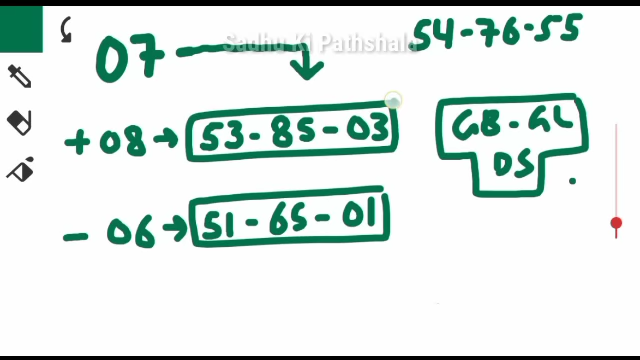 54-76-55
07
Sadhu Ki Pathshala
+ 08 → 53-85-03
GB-GL
DS.
- 06 → 51-65-01